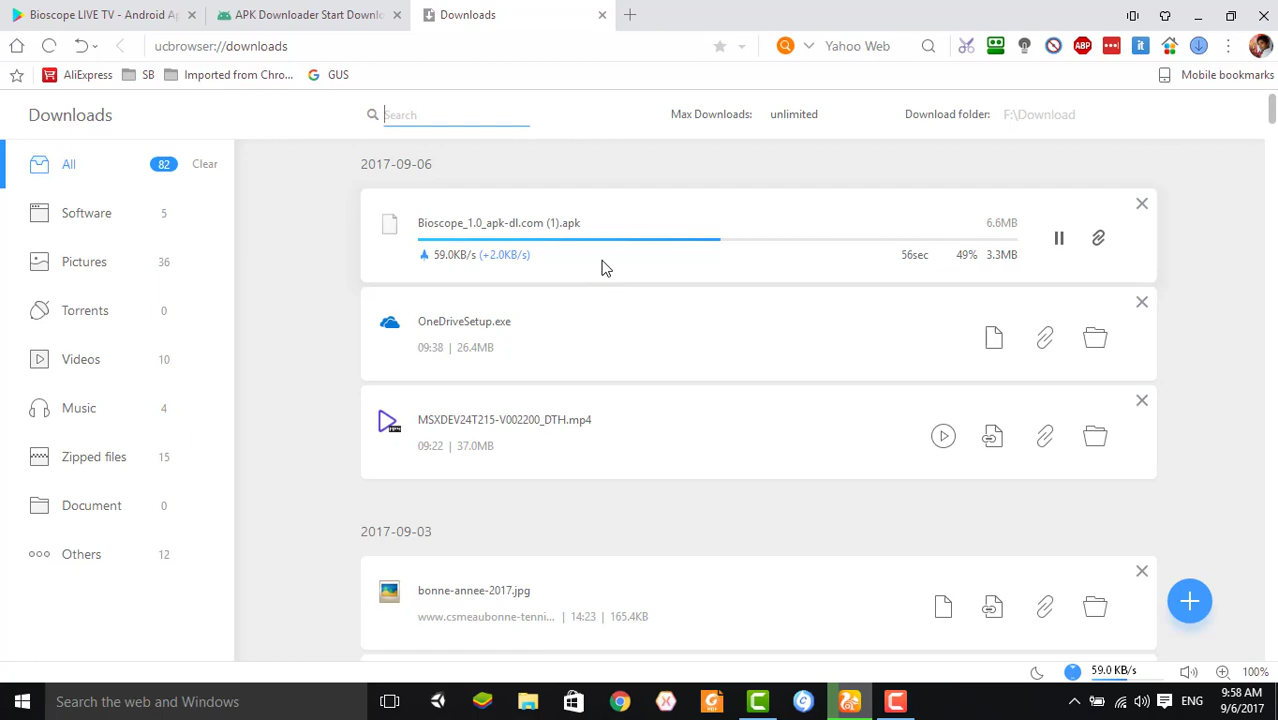 Bioscope LIVE TV - Android Ap
APK Downloader Start Downlo
Downloads
ucbrowser://downloads
Yahoo Web
ABP
it
AliExpress
SB
Imported from Chro...
GUS
Mobile bookmarks
Downloads
Search
Max Downloads: unlimited
Download folder: F:\Download
All 82 Clear
Software 5
Pictures 36
Torrents 0
Videos 10
Music 4
Zipped files 15
Document 0
Others 12
2017-09-06
Bioscope_1.0_apk-dl.com (1).apk 6.6MB
59.0KB/s (+2.0KB/s) 56sec 49% 3.3MB
OneDriveSetup.exe
09:38 | 26.4MB
MSXDEV24T215-V002200_DTH.mp4
09:22 | 37.0MB
2017-09-03
bonne-annee-2017.jpg
www.csmeaubonne-tenni... | 14:23 | 165.4KB
59.0 KB/s
100%
Search the web and Windows
ENG
9:58 AM
9/6/2017